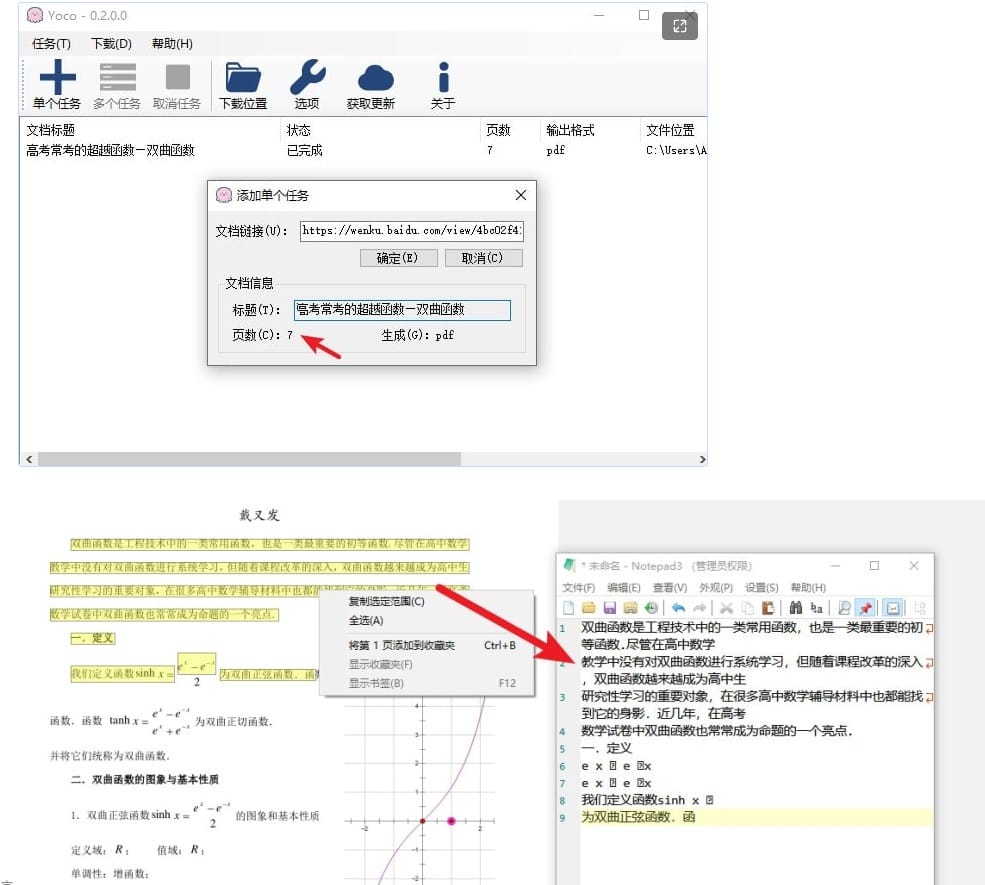 Yoco - 0.2.0.0
任务(T) 下载(D) 帮助(H)
单个任务 多个任务 取消任务 下载位置 选项 获取更新 关于
文档标题 状态 页数 输出格式 文件位置
高考常考的超越函数—双曲函数 已完成 7 pdf C:\Users\A
添加单个任务
文档链接(U): https://wenku.baidu.com/view/4bc02f4
确定(E) 取消(C)
文档信息
标题(T): 高考常考的超越函数—双曲函数
页数(C): 7 生成(G): pdf
戴又发
双曲函数是工程技术中的一类常用函数，也是一类最重要的初等函数.尽管在高中数学
教学中没有对双曲函数进行系统学习，但随着课程改革的深入，双曲函数越来越成为高中生
研究性学习的重要对象，在很多高中数学辅导材料中也都能找到它的身影．近几年，在高考
数学试卷中双曲函数也常常成为命题的一个亮点.
一．定义
我们定义函数 sinh x = (e^x − e^−x)/2 为双曲正弦函数．函
函数．函数 tanh x = (e^x − e^−x)/(e^x + e^−x) 为双曲正切函数．
并将它们统称为双曲函数．
二．双曲函数的图象与基本性质
1．双曲正弦函数 sinh x = (e^x − e^−x)/2 的图象和基本性质
定义域：R； 值域：R；
单调性：增函数；
4
3
2
1
-2 2
-1
-2
复制选定范围(C)
全选(A)
将第 1 页添加到收藏夹 Ctrl+B
显示收藏夹(F)
显示书签(B) F12
* 未命名 - Notepad3 (管理员权限)
文件(F) 编辑(E) 查看(V) 外观(P) 设置(S) 帮助(H)
1 双曲函数是工程技术中的一类常用函数，也是一类最重要的初
等函数.尽管在高中数学
2 教学中没有对双曲函数进行系统学习，但随着课程改革的深入
，双曲函数越来越成为高中生
3 研究性学习的重要对象，在很多高中数学辅导材料中也都能找
到它的身影．近几年，在高考
4 数学试卷中双曲函数也常常成为命题的一个亮点.
5 一．定义
6 e x e x
7 e x e x
8 我们定义函数sinh x
9 为双曲正弦函数．函